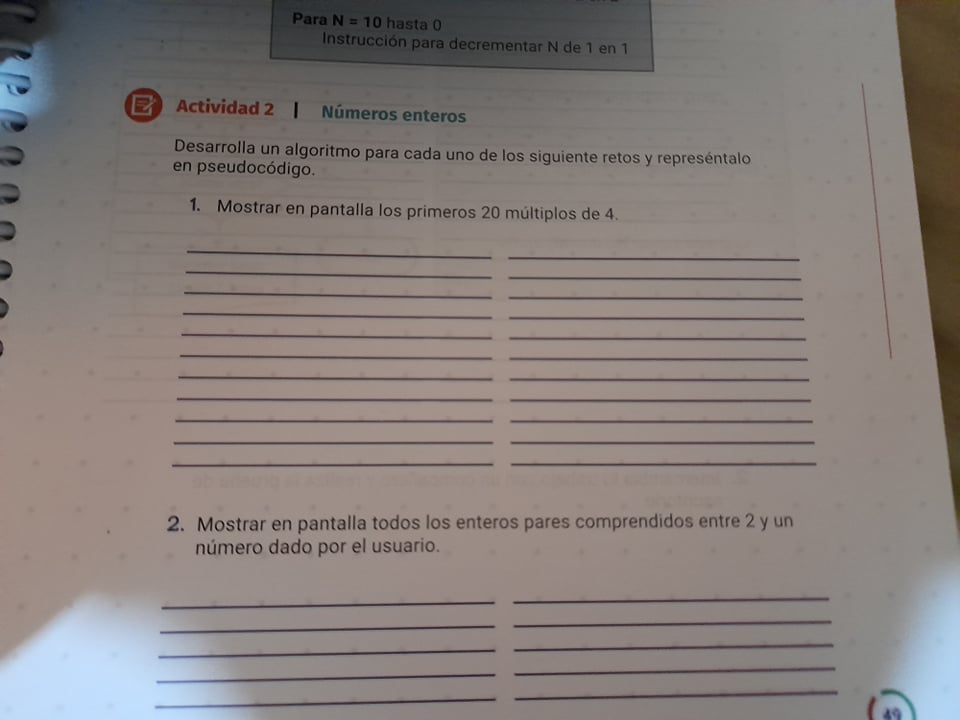 Para N = 10 hasta 0
Instrucción para decrementar N de 1 en 1
Actividad 2 | Números enteros
Desarrolla un algoritmo para cada uno de los siguiente retos y represéntalo
en pseudocódigo.
1. Mostrar en pantalla los primeros 20 múltiplos de 4.
2. Mostrar en pantalla todos los enteros pares comprendidos entre 2 y un
número dado por el usuario.
49